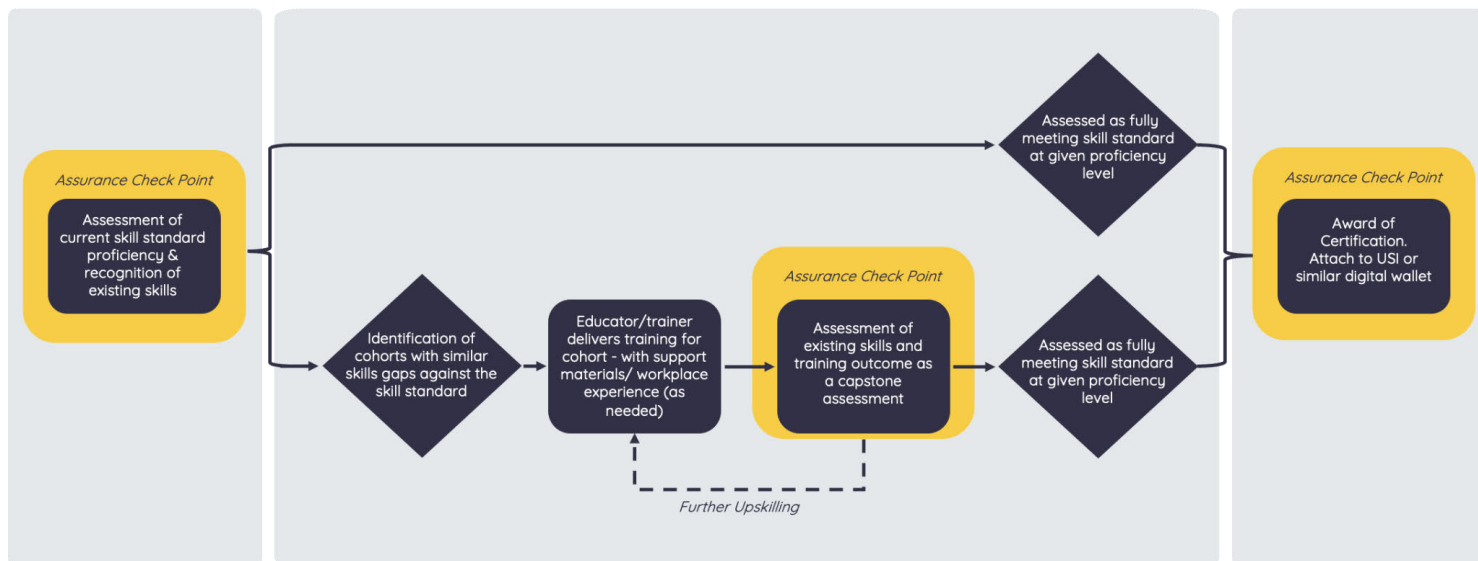 Assurance Check Point
Assessment of
current skill standard
proficiency &
recognition of
existing skills
Assessed as fully
meeting skill standard
at given proficiency
level
Identification of
cohorts with similar
skills gaps against the
skill standard
Educator/trainer
delivers training for
cohort - with support
materials/ workplace
experience (as
needed)
Assurance Check Point
Assessment of
existing skills and
training outcome as
a capstone
assessment
Further Upskilling
Assessed as fully
meeting skill standard
at given proficiency
level
Assurance Check Point
Award of
Certification.
Attach to USI or
similar digital wallet